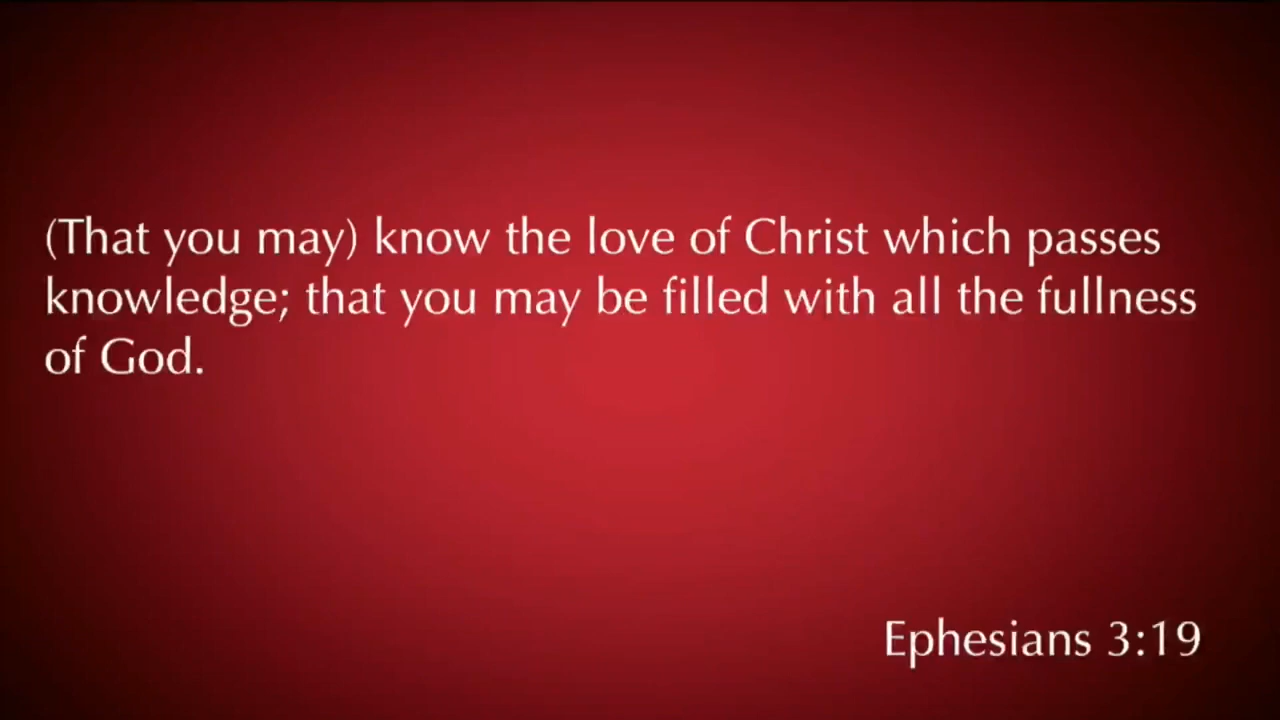 (That you may) know the love of Christ which passes
knowledge; that you may be filled with all the fullness
of God.
Ephesians 3:19